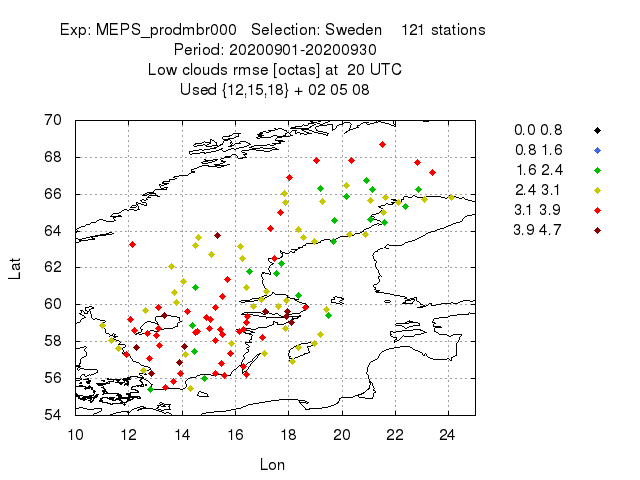 Exp: MEPS_prodmbr000 Selection: Sweden 121 stations
Period: 20200901-20200930
Low clouds rmse [octas] at 20 UTC
Used {12,15,18} + 02 05 08
70
68
66
64
62
60
58
56
54
Lat
10 12 14 16 18 20 22 24
Lon
0.0 0.8
0.8 1.6
1.6 2.4
2.4 3.1
3.1 3.9
3.9 4.7